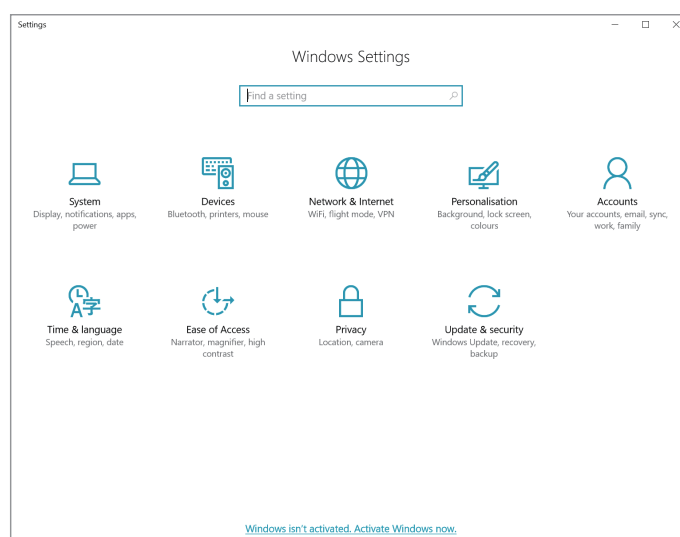 Settings
Windows Settings
Find a setting
System
Display, notifications, apps,
power
Devices
Bluetooth, printers, mouse
Network & Internet
WiFi, flight mode, VPN
Personalisation
Background, lock screen,
colours
Accounts
Your accounts, email, sync,
work, family
Time & language
Speech, region, date
Ease of Access
Narrator, magnifier, high
contrast
Privacy
Location, camera
Update & security
Windows Update, recovery,
backup
Windows isn't activated. Activate Windows now.